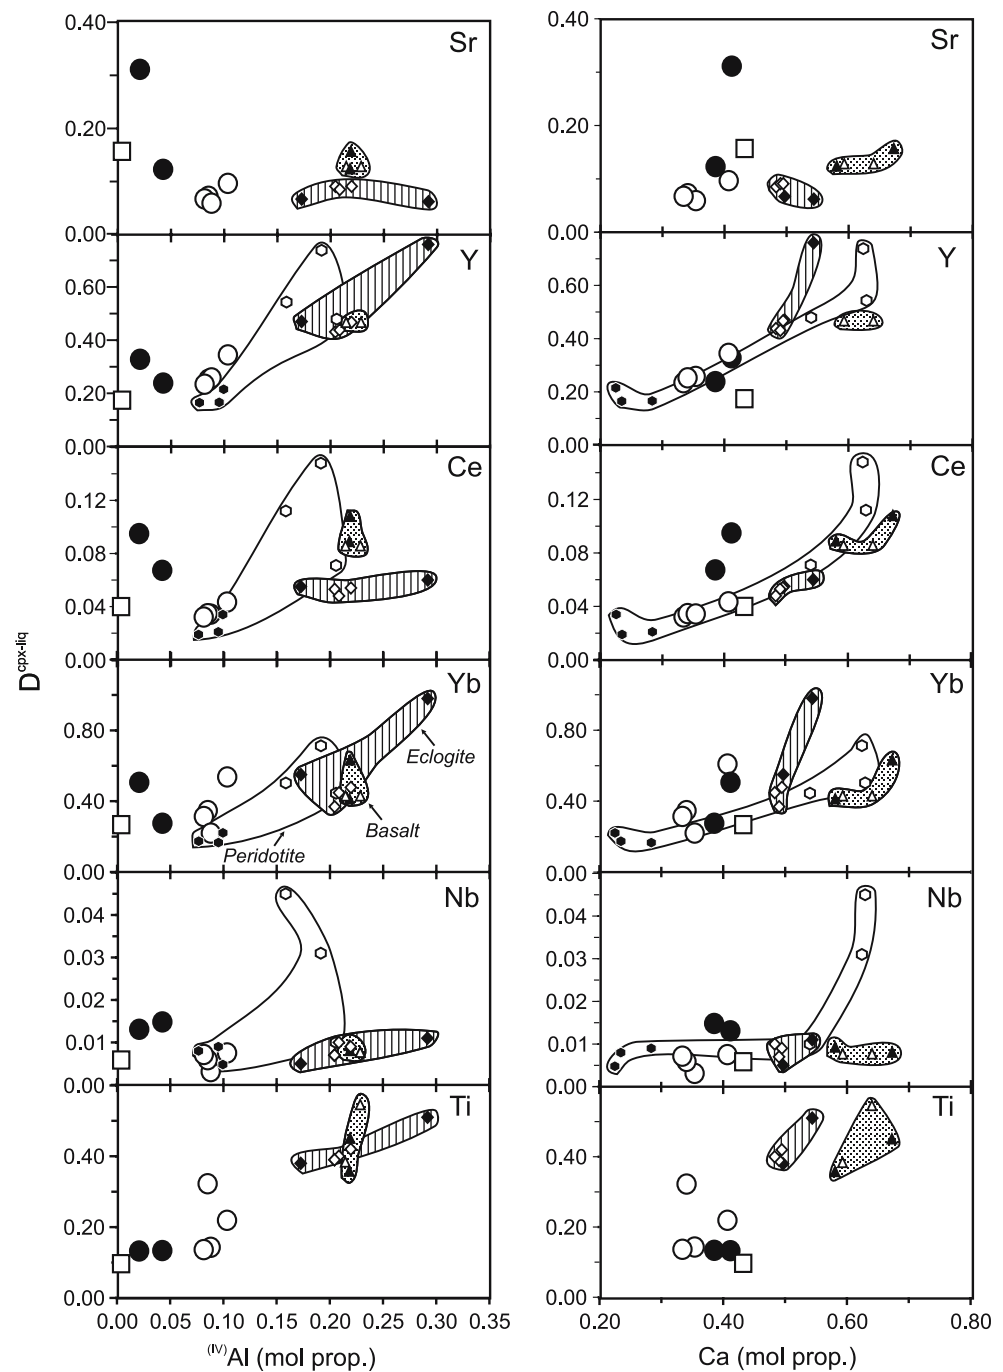 0.40 Sr Sr
0.20 0.20
0.00 0.00
Y Y
0.60 0.60
0.40 0.40
0.20 0.20
0.00
Ce Ce
0.12 0.12
0.08 0.08
0.04 0.04
0.00 0.00
D^cpx-liq
Yb Yb
0.80 0.80
Eclogite
0.40 Basalt 0.40
Peridotite
0.00 0.00
Nb Nb
0.04 0.04
0.03 0.03
0.02 0.02
0.01 0.01
0.00 0.00
Ti Ti
0.40 0.40
0.20 0.20
0.00 0.00
0.00 0.05 0.10 0.15 0.20 0.25 0.30 0.35 0.20 0.40 0.60 0.80
(IV)Al (mol prop.) Ca (mol prop.)